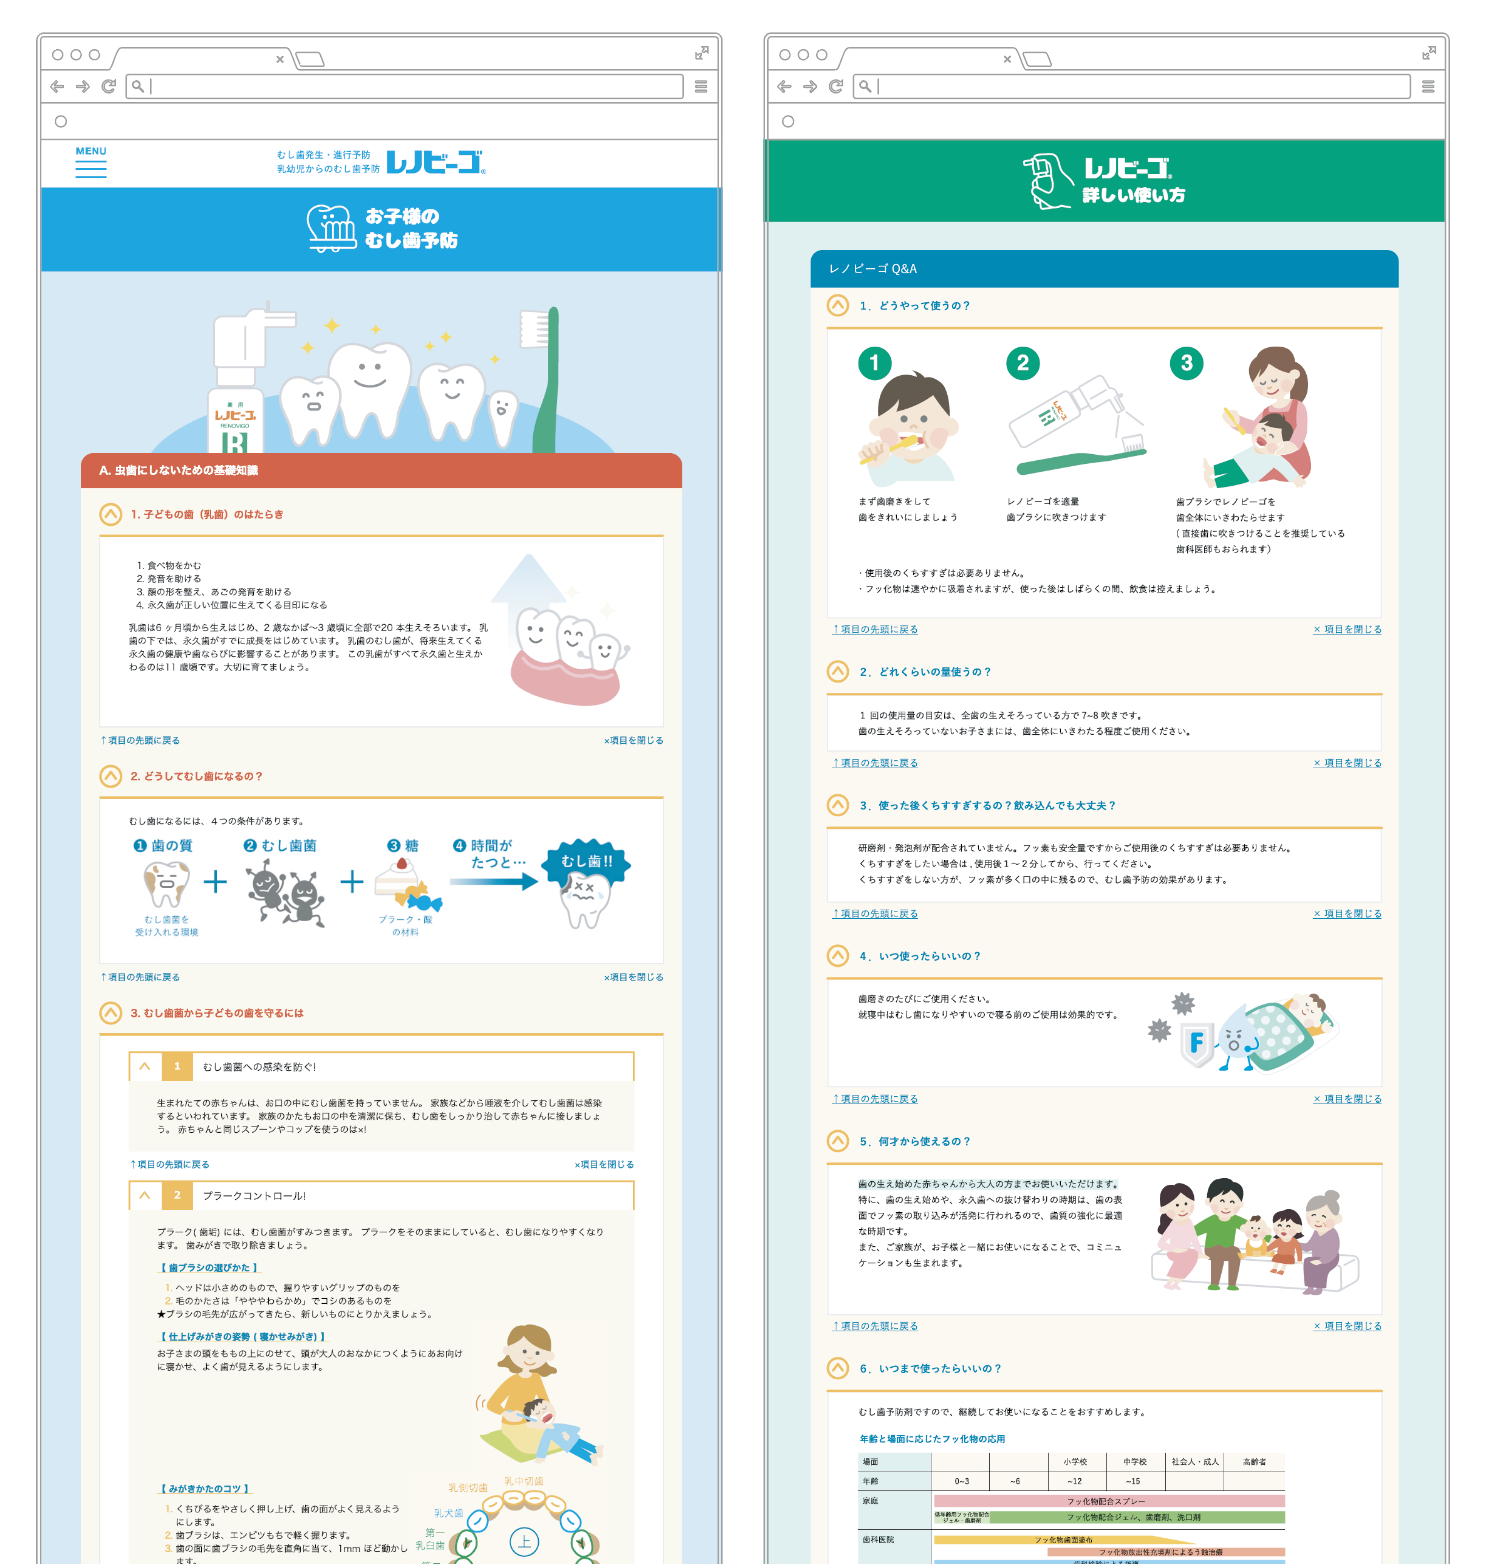 MENU
むし歯発生・進行予防
乳幼児からのむし歯予防
レノビーゴ®
お子様の
むし歯予防
薬用
レノビーゴ
RENOVIGO
R
A. 虫歯にしないための基礎知識
1. 子どもの歯（乳歯）のはたらき
1. 食べ物をかむ
2. 発音を助ける
3. 顔の形を整え、あごの発育を助ける
4. 永久歯が正しい位置に生えてくる目印になる
乳歯は6 ヶ月頃から生えはじめ、2 歳なかば〜3 歳頃に全部で20 本生えそろいます。 乳
歯の下では、永久歯がすでに成長をはじめています。 乳歯のむし歯が、将来生えてくる
永久歯の健康や歯ならびに影響することがあります。 この乳歯がすべて永久歯と生えか
わるのは11 歳頃です。大切に育てましょう。
↑項目の先頭に戻る
×項目を閉じる
2. どうしてむし歯になるの？
むし歯になるには、４つの条件があります。
❶ 歯の質
❷ むし歯菌
❸ 糖
❹ 時間が
たつと…
むし歯!!
むし歯菌を
受け入れる環境
プラーク・酸
の材料
↑項目の先頭に戻る
×項目を閉じる
3. むし歯菌から子どもの歯を守るには
1 むし歯菌への感染を防ぐ!
生まれたての赤ちゃんは、お口の中にむし歯菌を持っていません。 家族などから唾液を介してむし歯菌は感染
するといわれています。 家族のかたもお口の中を清潔に保ち、むし歯をしっかり治して赤ちゃんに接しましょ
う。 赤ちゃんと同じスプーンやコップを使うのは×!
↑項目の先頭に戻る
×項目を閉じる
2 プラークコントロール!
プラーク( 歯垢) には、むし歯菌がすみつきます。 プラークをそのままにしていると、むし歯になりやすくなり
ます。 歯みがきで取り除きましょう。
【 歯ブラシの選びかた 】
1. ヘッドは小さめのもので、握りやすいグリップのものを
2. 毛のかたさは「やややわらかめ」でコシのあるものを
★ブラシの毛先が広がってきたら、新しいものにとりかえましょう。
【 仕上げみがきの姿勢 ( 寝かせみがき) 】
お子さまの頭をももの上にのせて、頭が大人のおなかにつくようにあお向け
に寝かせ、よく歯が見えるようにします。
【 みがきかたのコツ 】
1. くちびるをやさしく押し上げ、歯の面がよく見えるよう
にします。
2. 歯ブラシは、エンピツもちで軽く握ります。
3. 歯の面に歯ブラシの毛先を直角に当て、1mm ほど動かし
ます。
乳中切歯
乳側切歯
乳犬歯
第一
乳臼歯
上
レノビーゴ®
詳しい使い方
レノビーゴ Q&A
1. どうやって使うの？
1
2
3
レノビーゴ
まず歯磨きをして
歯をきれいにしましょう
レノビーゴを適量
歯ブラシに吹きつけます
歯ブラシでレノビーゴを
歯全体にいきわたらせます
( 直接歯に吹きつけることを推奨している
歯科医師もおられます）
・使用後のくちすすぎは必要ありません。
・フッ化物は速やかに吸着されますが、使った後はしばらくの間、飲食は控えましょう。
↑項目の先頭に戻る
× 項目を閉じる
2. どれくらいの量使うの？
１ 回の使用量の目安は、全歯の生えそろっている方で 7~8 吹きです。
歯の生えそろっていないお子さまには、歯全体にいきわたる程度ご使用ください。
↑項目の先頭に戻る
× 項目を閉じる
3. 使った後くちすすぎするの？飲み込んでも大丈夫？
研磨剤・発泡剤が配合されていません。フッ素も安全量ですからご使用後のくちすすぎは必要ありません。
くちすすぎをしたい場合は , 使用後１〜２分してから、行ってください。
くちすすぎをしない方が、フッ素が多く口の中に残るので、むし歯予防の効果があります。
↑項目の先頭に戻る
× 項目を閉じる
4. いつ使ったらいいの？
歯磨きのたびにご使用ください。
就寝中はむし歯になりやすいので寝る前のご使用は効果的です。
F
↑項目の先頭に戻る
× 項目を閉じる
5. 何才から使えるの？
歯の生え始めた赤ちゃんから大人の方までお使いいただけます。
特に、歯の生え始めや、永久歯への抜け替わりの時期は、歯の表
面でフッ素の取り込みが活発に行われるので、歯質の強化に最適
な時期です。
また、ご家族が、お子様と一緒にお使いになることで、コミニュ
ケーションも生まれます。
↑項目の先頭に戻る
× 項目を閉じる
6. いつまで使ったらいいの？
むし歯予防剤ですので、継続してお使いになることをおすすめします。
年齢と場面に応じたフッ化物の応用
場面 小学校 中学校 社会人・成人 高齢者
年齢 0~3 ~6 ~12 ~15
家庭
フッ化物配合スプレー
低年齢用フッ化物配合
ジェル・歯磨剤
フッ化物配合ジェル、歯磨剤、洗口剤
歯科医院
フッ化物歯面塗布
フッ化物放出性充填剤によるう蝕治療